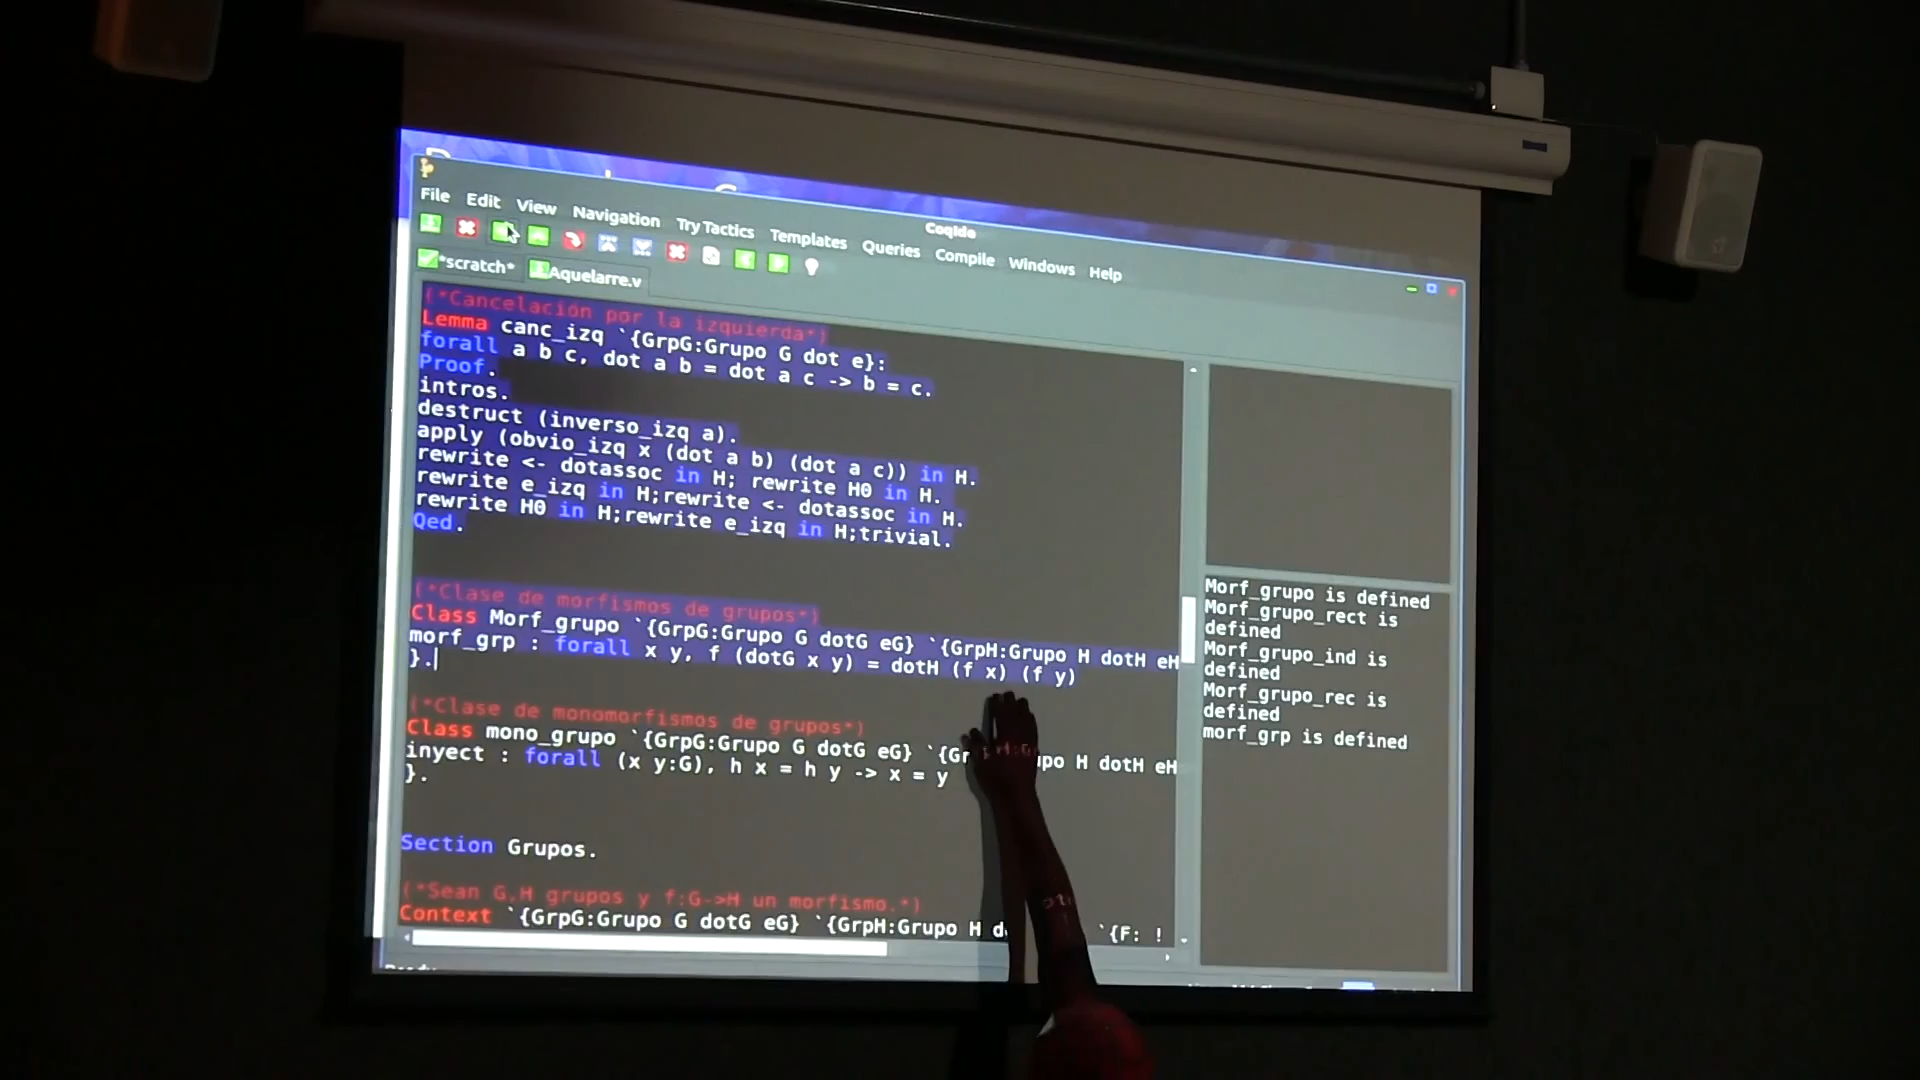 CoqIde
File Edit View Navigation Try Tactics Templates Queries Compile Windows Help
*scratch* Aquelarre.v
(*Cancelación por la izquierda*)
Lemma canc_izq `{GrpG:Grupo G dot e}:
forall a b c, dot a b = dot a c -> b = c.
Proof.
intros.
destruct (inverso_izq a).
apply (obvio_izq x (dot a b) (dot a c)) in H.
rewrite <- dotassoc in H; rewrite H0 in H.
rewrite e_izq in H;rewrite <- dotassoc in H.
rewrite H0 in H;rewrite e_izq in H;trivial.
Qed.
(*Clase de morfismos de grupos*)
Class Morf_grupo `{GrpG:Grupo G dotG eG} `{GrpH:Grupo H dotH eH
morf_grp : forall x y, f (dotG x y) = dotH (f x) (f y)
}.
(*Clase de monomorfismos de grupos*)
Class mono_grupo `{GrpG:Grupo G dotG eG} `{Gr upo H dotH eH
inyect : forall (x y:G), h x = h y -> x = y
}.
Section Grupos.
(*Sean G,H grupos y f:G->H un morfismo.*)
Context `{GrpG:Grupo G dotG eG} `{GrpH:Grupo H d `{F: !
Morf_grupo is defined
Morf_grupo_rect is
defined
Morf_grupo_ind is
defined
Morf_grupo_rec is
defined
morf_grp is defined